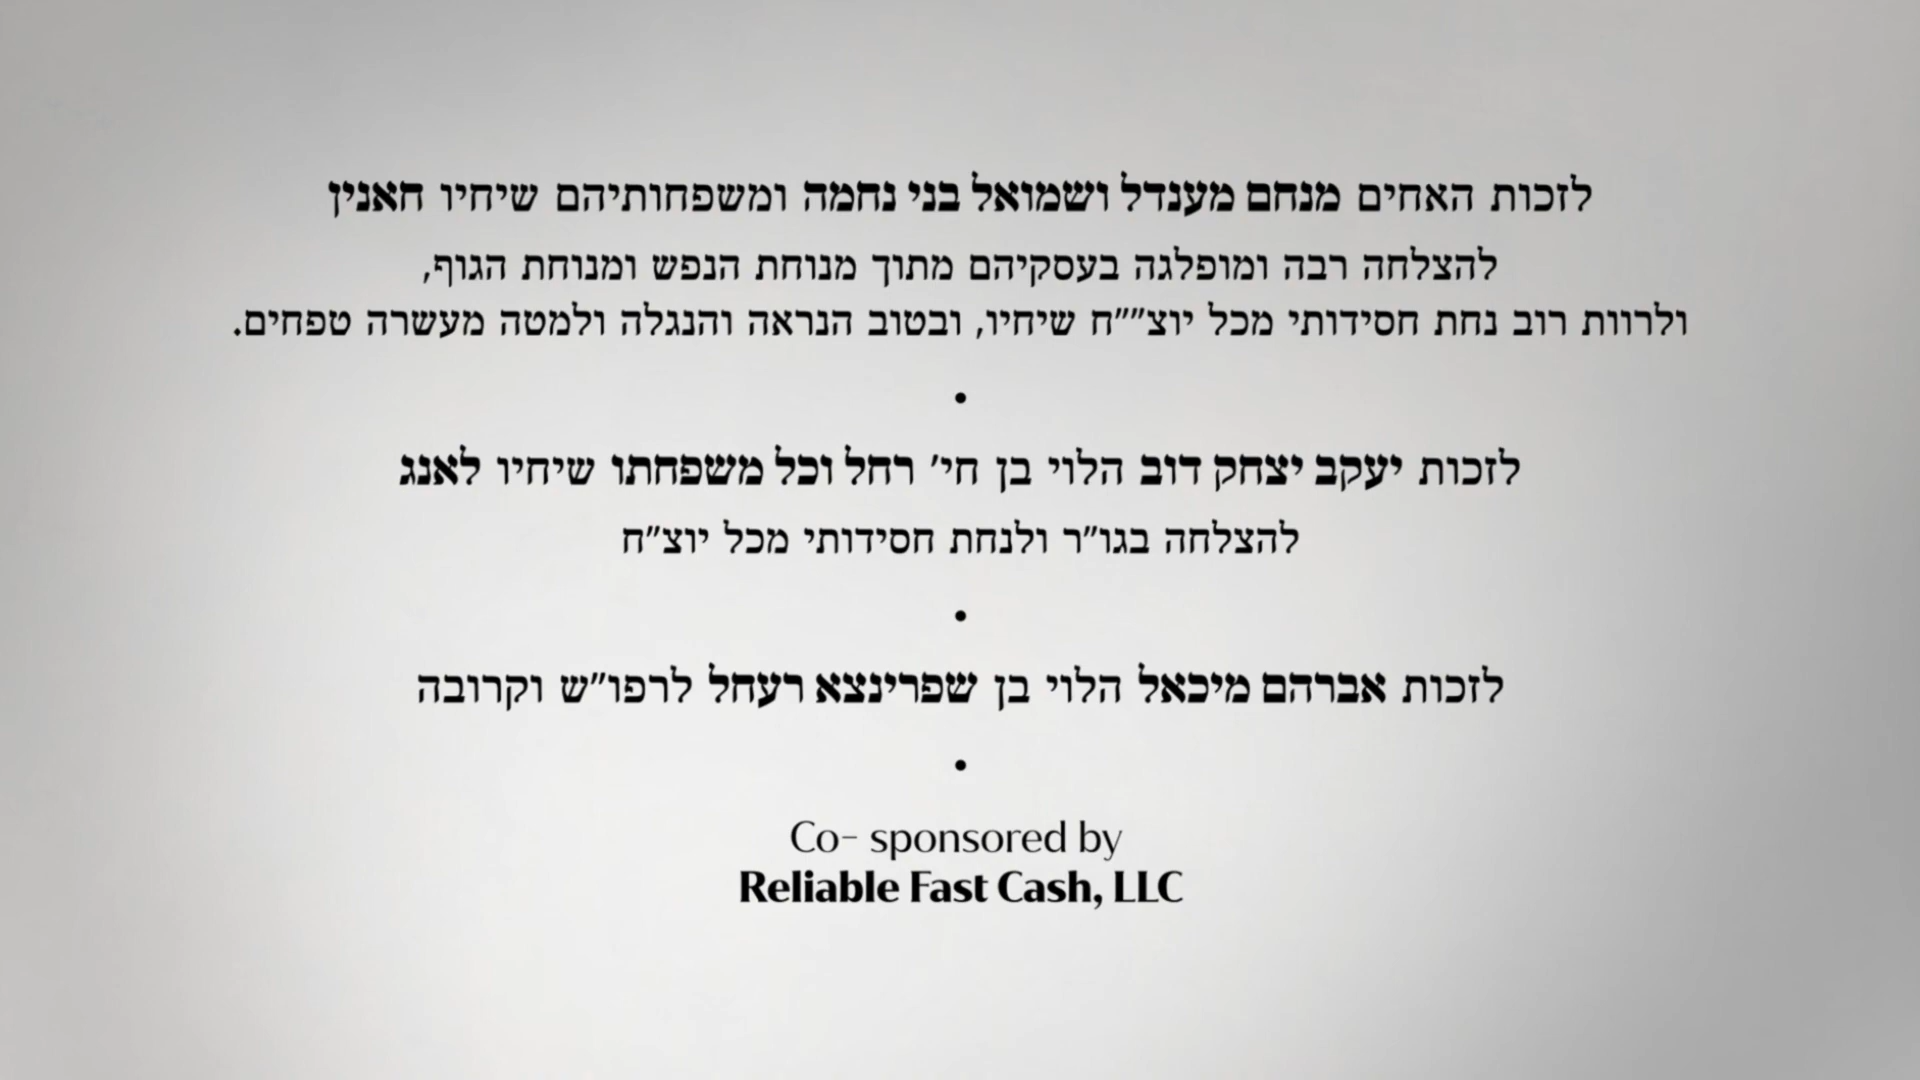 לזכות האחים מנחם מענדל ושמואל בני נחמה ומשפחותיהם שיחיו חאנין
להצלחה רבה ומופלגה בעסקיהם מתוך מנוחת הנפש ומנוחת הגוף,
ולרוות רוב נחת חסידותי מכל יוצ""ח שיחיו, ובטוב הנראה והנגלה ולמטה מעשרה טפחים.
•
לזכות יעקב יצחק דוב הלוי בן חי' רחל וכל משפחתו שיחיו לאנג
להצלחה בגו"ר ולנחת חסידותי מכל יוצ"ח
•
לזכות אברהם מיכאל הלוי בן שפרינצא רעחל לרפו"ש וקרובה
•
Co- sponsored by
Reliable Fast Cash, LLC